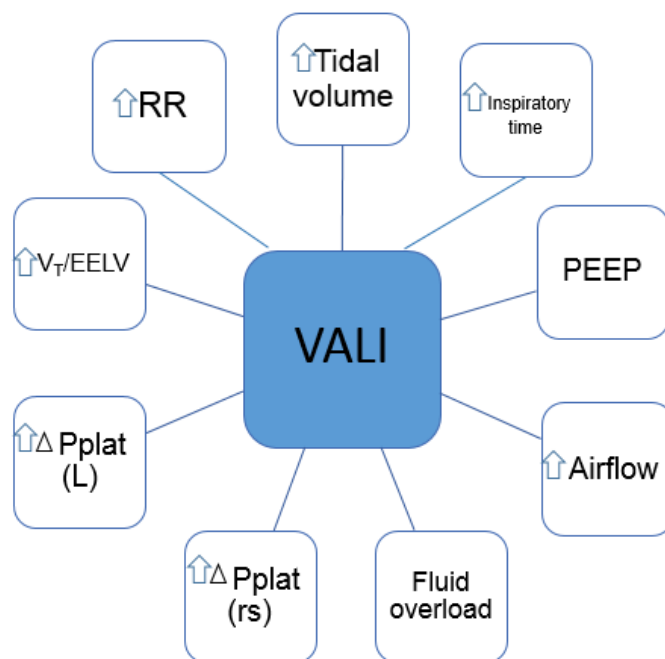 ⇧Tidal
volume
⇧RR
⇧Inspiratory
time
⇧VT/EELV
PEEP
VALI
⇧Δ Pplat
(L)
⇧Airflow
⇧Δ Pplat
(rs)
Fluid
overload